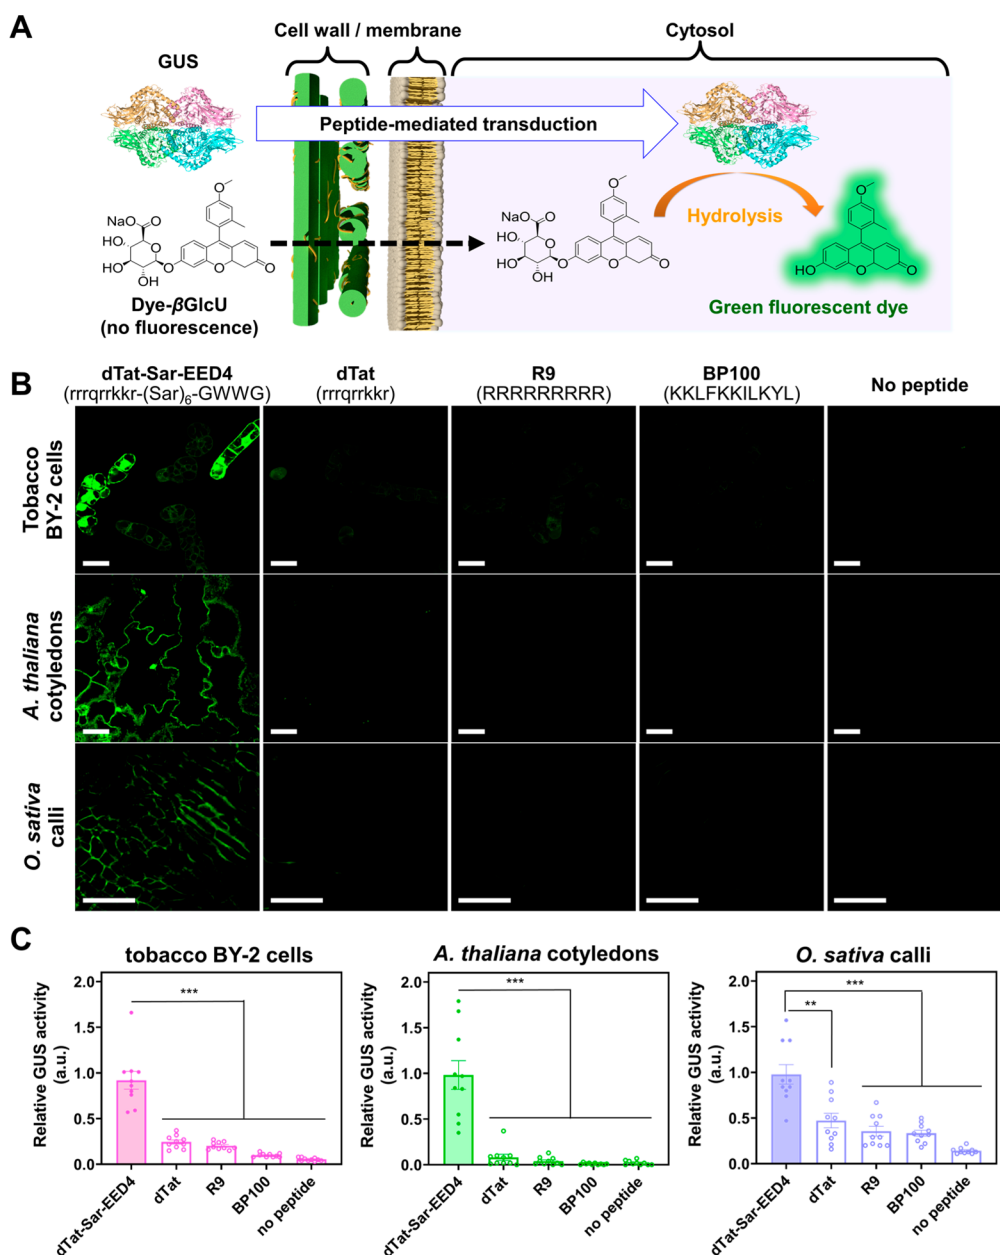 A
Cell wall / membrane
Cytosol
GUS
Peptide-mediated transduction
NaO
O
HO
HO
OH
O
O
O
O
Dye-βGlcU
(no fluorescence)
NaO
O
HO
HO
OH
O
O
O
O
Hydrolysis
O
HO
O
O
Green fluorescent dye
B
dTat-Sar-EED4
(rrrqrrkkr-(Sar)6-GWWG)
dTat
(rrrqrrkkr)
R9
(RRRRRRRRR)
BP100
(KKLFKKILKYL)
No peptide
Tobacco
BY-2 cells
A. thaliana
cotyledons
O. sativa
calli
C
tobacco BY-2 cells
Relative GUS activity
(a.u.)
2.0
1.5
1.0
0.5
0.0
***
dTat-Sar-EED4
dTat
R9
BP100
no peptide
A. thaliana cotyledons
Relative GUS activity
(a.u.)
2.0
1.5
1.0
0.5
0.0
***
dTat-Sar-EED4
dTat
R9
BP100
no peptide
O. sativa calli
Relative GUS activity
(a.u.)
2.0
1.5
1.0
0.5
0.0
***
**
dTat-Sar-EED4
dTat
R9
BP100
no peptide